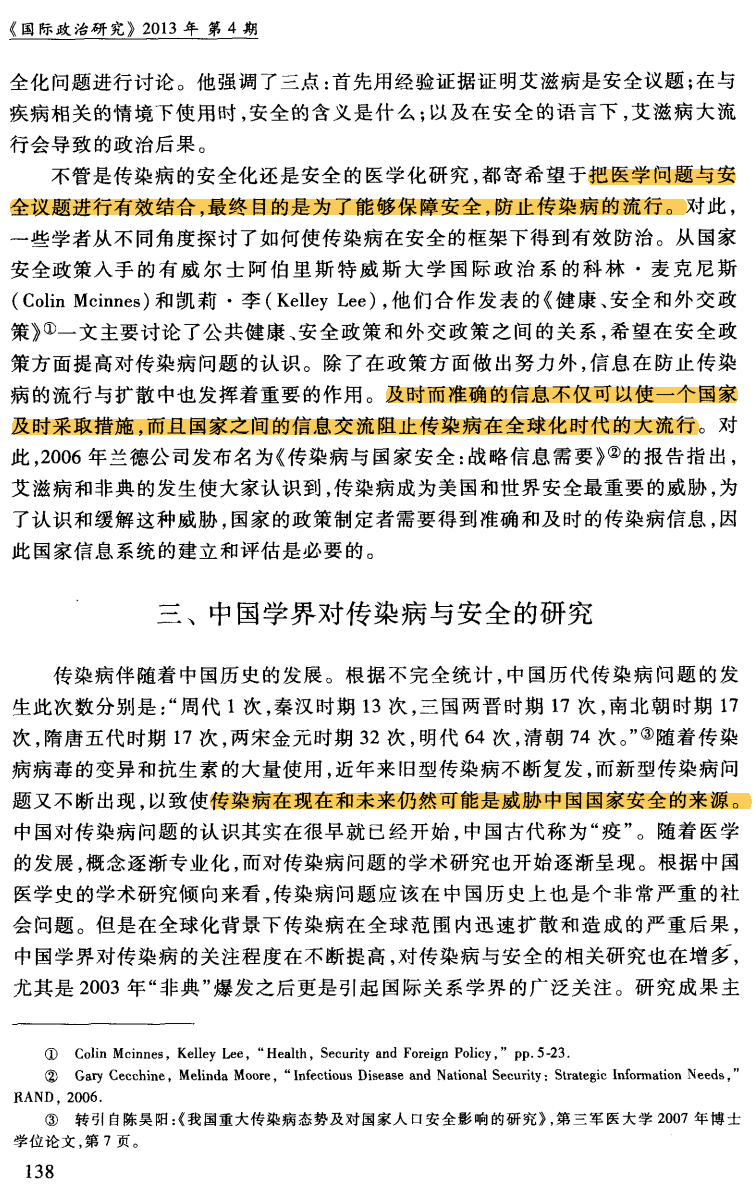 《国际政治研究》2013 年 第 4 期
全化问题进行讨论。他强调了三点:首先用经验证据证明艾滋病是安全议题;在与
疾病相关的情境下使用时,安全的含义是什么;以及在安全的语言下,艾滋病大流
行会导致的政治后果。
不管是传染病的安全化还是安全的医学化研究,都寄希望于把医学问题与安
全议题进行有效结合,最终目的是为了能够保障安全,防止传染病的流行。对此,
一些学者从不同角度探讨了如何使传染病在安全的框架下得到有效防治。从国家
安全政策入手的有威尔士阿伯里斯特威斯大学国际政治系的科林·麦克尼斯
(Colin Mcinnes)和凯莉·李(Kelley Lee),他们合作发表的《健康、安全和外交政
策》①一文主要讨论了公共健康、安全政策和外交政策之间的关系,希望在安全政
策方面提高对传染病问题的认识。除了在政策方面做出努力外,信息在防止传染
病的流行与扩散中也发挥着重要的作用。及时而准确的信息不仅可以使一个国家
及时采取措施,而且国家之间的信息交流阻止传染病在全球化时代的大流行。对
此,2006 年兰德公司发布名为《传染病与国家安全:战略信息需要》②的报告指出,
艾滋病和非典的发生使大家认识到,传染病成为美国和世界安全最重要的威胁,为
了认识和缓解这种威胁,国家的政策制定者需要得到准确和及时的传染病信息,因
此国家信息系统的建立和评估是必要的。
三、中国学界对传染病与安全的研究
传染病伴随着中国历史的发展。根据不完全统计,中国历代传染病问题的发
生此次数分别是:“周代 1 次,秦汉时期 13 次,三国两晋时期 17 次,南北朝时期 17
次,隋唐五代时期 17 次,两宋金元时期 32 次,明代 64 次,清朝 74 次。”③随着传染
病病毒的变异和抗生素的大量使用,近年来旧型传染病不断复发,而新型传染病问
题又不断出现,以致使传染病在现在和未来仍然可能是威胁中国国家安全的来源。
中国对传染病问题的认识其实在很早就已经开始,中国古代称为“疫”。随着医学
的发展,概念逐渐专业化,而对传染病问题的学术研究也开始逐渐呈现。根据中国
医学史的学术研究倾向来看,传染病问题应该在中国历史上也是个非常严重的社
会问题。但是在全球化背景下传染病在全球范围内迅速扩散和造成的严重后果,
中国学界对传染病的关注程度在不断提高,对传染病与安全的相关研究也在增多,
尤其是 2003 年“非典”爆发之后更是引起国际关系学界的广泛关注。研究成果主
① Colin Mcinnes, Kelley Lee, “Health, Security and Foreign Policy,” pp. 5-23.
② Gary Cecchine, Melinda Moore, “Infectious Disease and National Security: Strategic Information Needs,”
RAND, 2006.
③ 转引自陈昊阳:《我国重大传染病态势及对国家人口安全影响的研究》,第三军医大学 2007 年博士
学位论文,第 7 页。
138